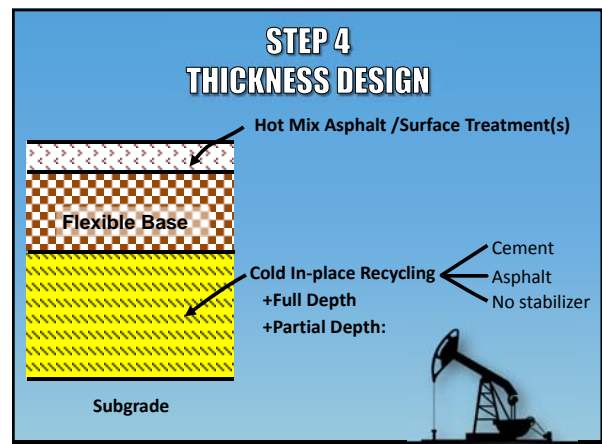 STEP 4
THICKNESS DESIGN
Hot Mix Asphalt /Surface Treatment(s)
Flexible Base
Cold In-place Recycling
+Full Depth
+Partial Depth:
Cement
Asphalt
No stabilizer
Subgrade